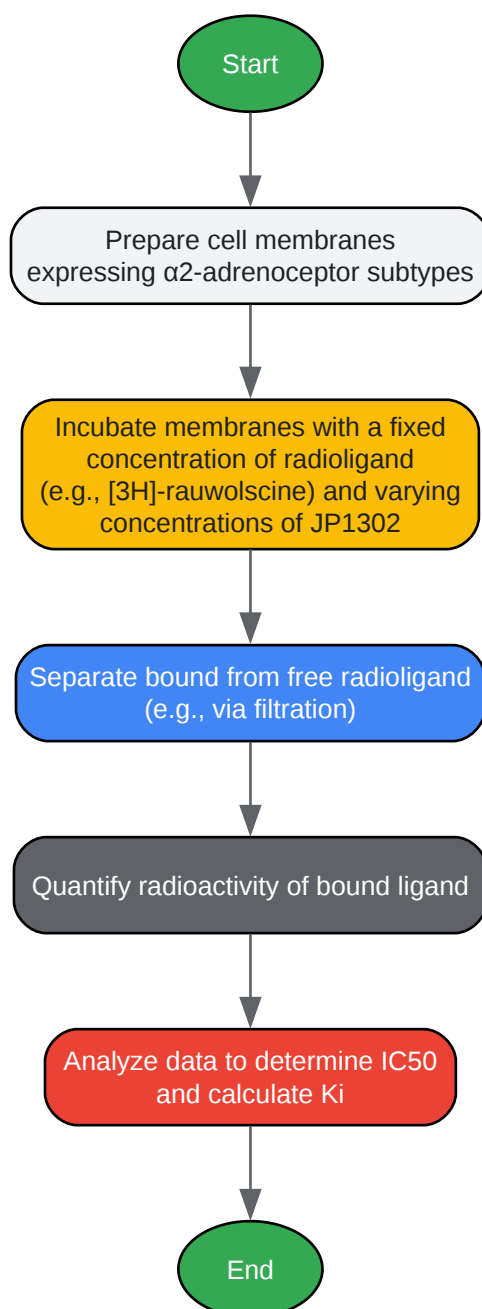 Start
Prepare cell membranes
expressing α2-adrenoceptor subtypes
Incubate membranes with a fixed
concentration of radioligand
(e.g., [3H]-rauwolscine) and varying
concentrations of JP1302
Separate bound from free radioligand
(e.g., via filtration)
Quantify radioactivity of bound ligand
Analyze data to determine IC50
and calculate Ki
End